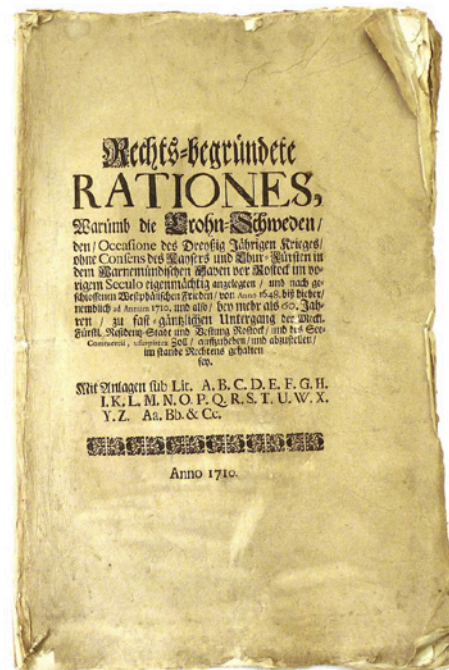 Rechts-begründete
RATIONES,
Warumb die Crohn-Schweden/
den/ Occasione des Dreyßig Jährigen Krieges/
ohne Consens des Kaysers und Chur-Fürsten in
dem Warnemündischen Haven vor Rostock im vo-
rigem Seculo eigenmächtig angelegten/ und nach ge-
schlossenen Westphälischen Frieden/ von Anno 1648. biß hieher/
nemblich ad Annum 1710. und also/ bey mehr als 60. Jah-
ren/ zu fast-gäntzlichen Untergang der Meckl.
Fürstl. Residentz-Stadt und Vestung Rostock/ und des See-
Commercii, usurpirten Zoll/ auffzuheben/ und abzustellen/
im stande Rechtens gehalten
sey.
Mit Anlagen sub Lit. A. B. C. D. E. F. G. H.
I. K. L. M. N. O. P. Q. R. S. T. U. W. X.
Y. Z. Aa. Bb. & Cc.
Anno 1710.